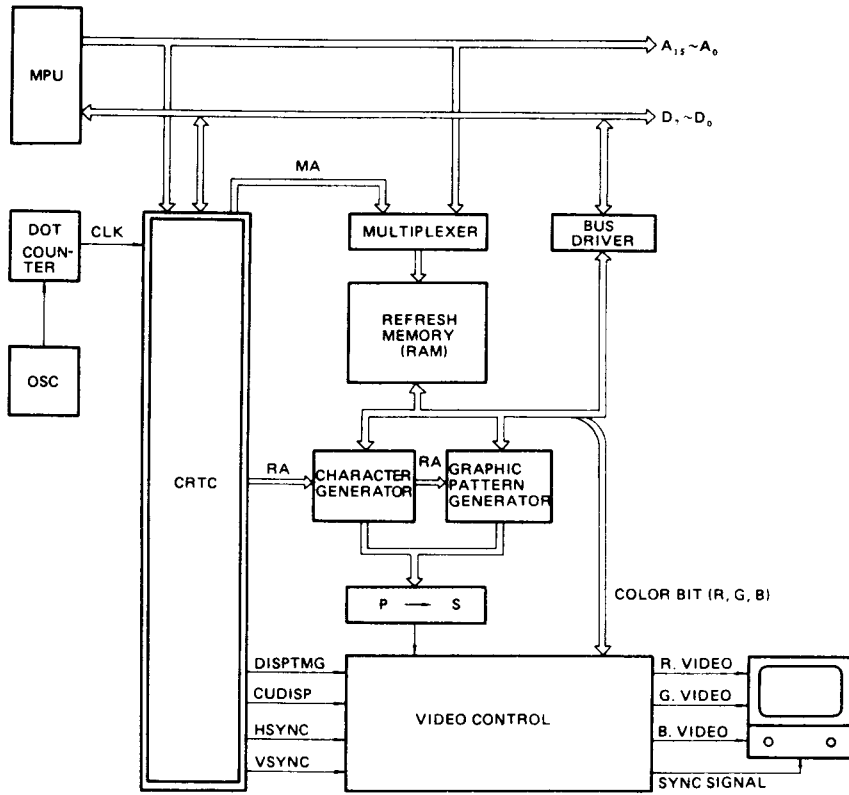 MPU
A₁₅~A₀
D₇~D₀
MA
DOT
COUN-
TER
CLK
MULTIPLEXER
BUS
DRIVER
REFRESH
MEMORY
(RAM)
OSC
CRTC
RA
CHARACTER
GENERATOR
RA
GRAPHIC
PATTERN
GENERATOR
P → S
COLOR BIT (R, G, B)
DISPTMG
CUDISP
HSYNC
VSYNC
VIDEO CONTROL
R. VIDEO
G. VIDEO
B. VIDEO
SYNC SIGNAL